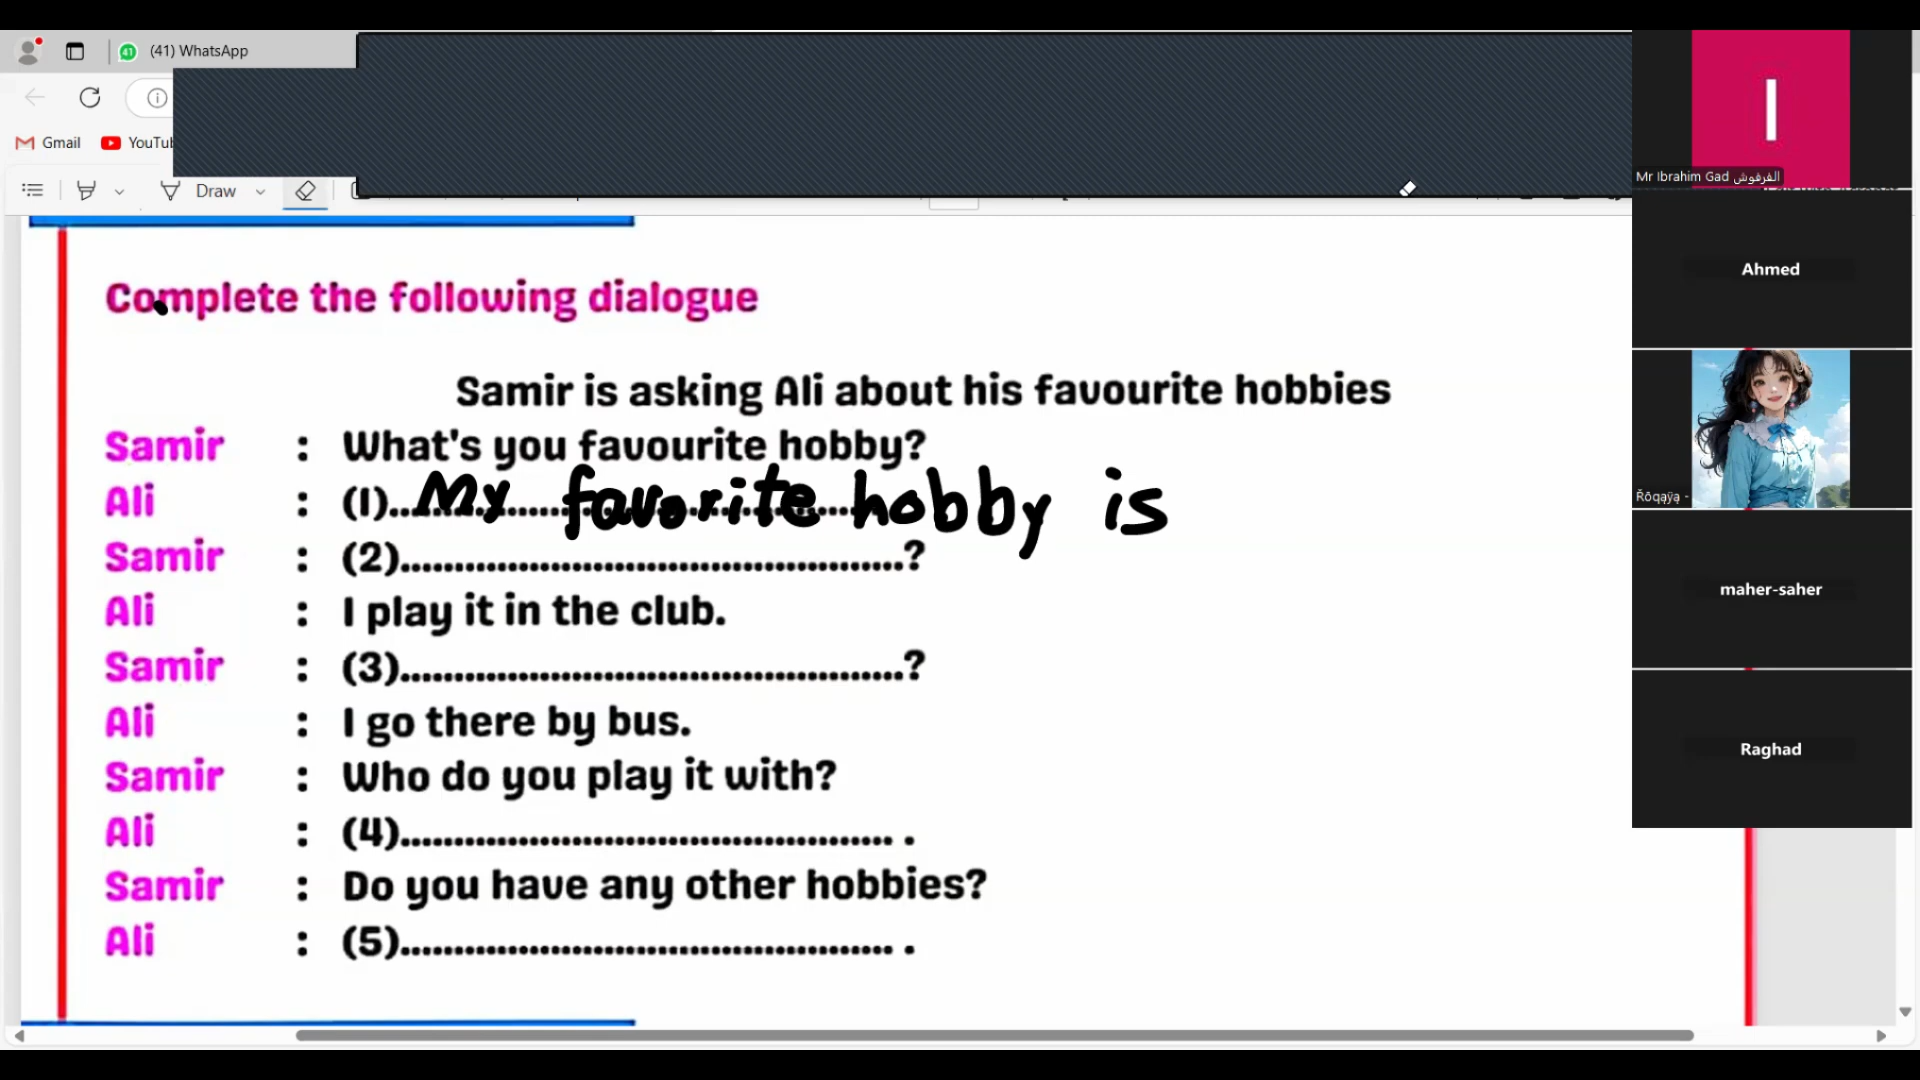 (41) WhatsApp
Gmail
Draw
Complete the following dialogue
Samir is asking Ali about his favourite hobbies
Samir : What's you favourite hobby?
Ali : (1)... My favorite hobby is
Samir : (2)..............................................?
Ali : I play it in the club.
Samir : (3)..............................................?
Ali : I go there by bus.
Samir : Who do you play it with?
Ali : (4)............................................. .
Samir : Do you have any other hobbies?
Ali : (5)............................................. .
I
Mr Ibrahim Gad الفرفوش
Ahmed
Řõqąÿą -
maher-saher
Raghad